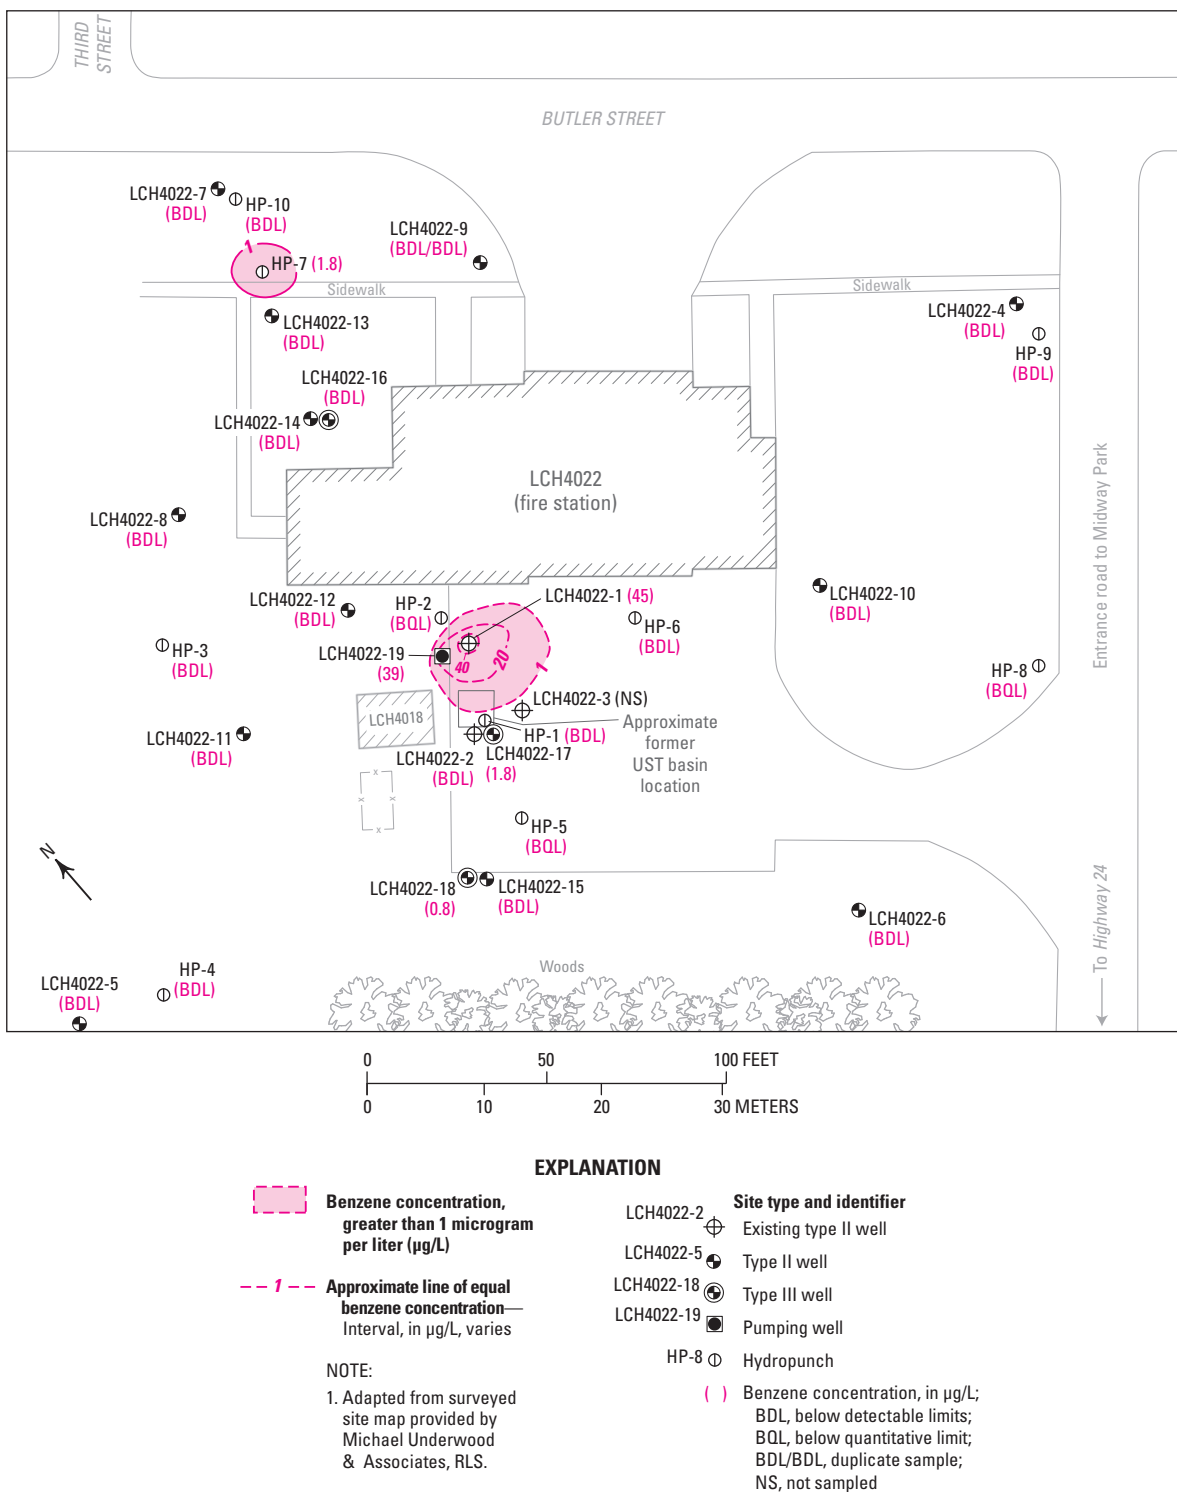 THIRD
STREET
BUTLER STREET
LCH4022-7
(BDL)
HP-10
(BDL)
LCH4022-9
(BDL/BDL)
1
HP-7 (1.8)
Sidewalk
Sidewalk
LCH4022-13
(BDL)
LCH4022-4
(BDL)
HP-9
(BDL)
LCH4022-16
(BDL)
LCH4022-14
(BDL)
LCH4022
(fire station)
LCH4022-8
(BDL)
Entrance road to Midway Park
LCH4022-12
(BDL)
HP-2
(BQL)
LCH4022-1 (45)
LCH4022-10
(BDL)
HP-6
(BDL)
HP-3
(BDL)
LCH4022-19
(39)
40
20
1
HP-8
(BQL)
LCH4022-3 (NS)
LCH4018
Approximate
former
UST basin
location
HP-1 (BDL)
LCH4022-11
(BDL)
LCH4022-2
(BDL)
LCH4022-17
(1.8)
x
x
x
x
HP-5
(BQL)
N
LCH4022-18
(0.8)
LCH4022-15
(BDL)
LCH4022-6
(BDL)
To Highway 24
Woods
HP-4
(BDL)
LCH4022-5
(BDL)
0 50 100 FEET
0 10 20 30 METERS
EXPLANATION
Benzene concentration,
greater than 1 microgram
per liter (µg/L)
1
Approximate line of equal
benzene concentration—
Interval, in µg/L, varies
NOTE:
1. Adapted from surveyed
site map provided by
Michael Underwood
& Associates, RLS.
Site type and identifier
LCH4022-2
Existing type II well
LCH4022-5
Type II well
LCH4022-18
Type III well
LCH4022-19
Pumping well
HP-8
Hydropunch
( )
Benzene concentration, in µg/L;
BDL, below detectable limits;
BQL, below quantitative limit;
BDL/BDL, duplicate sample;
NS, not sampled